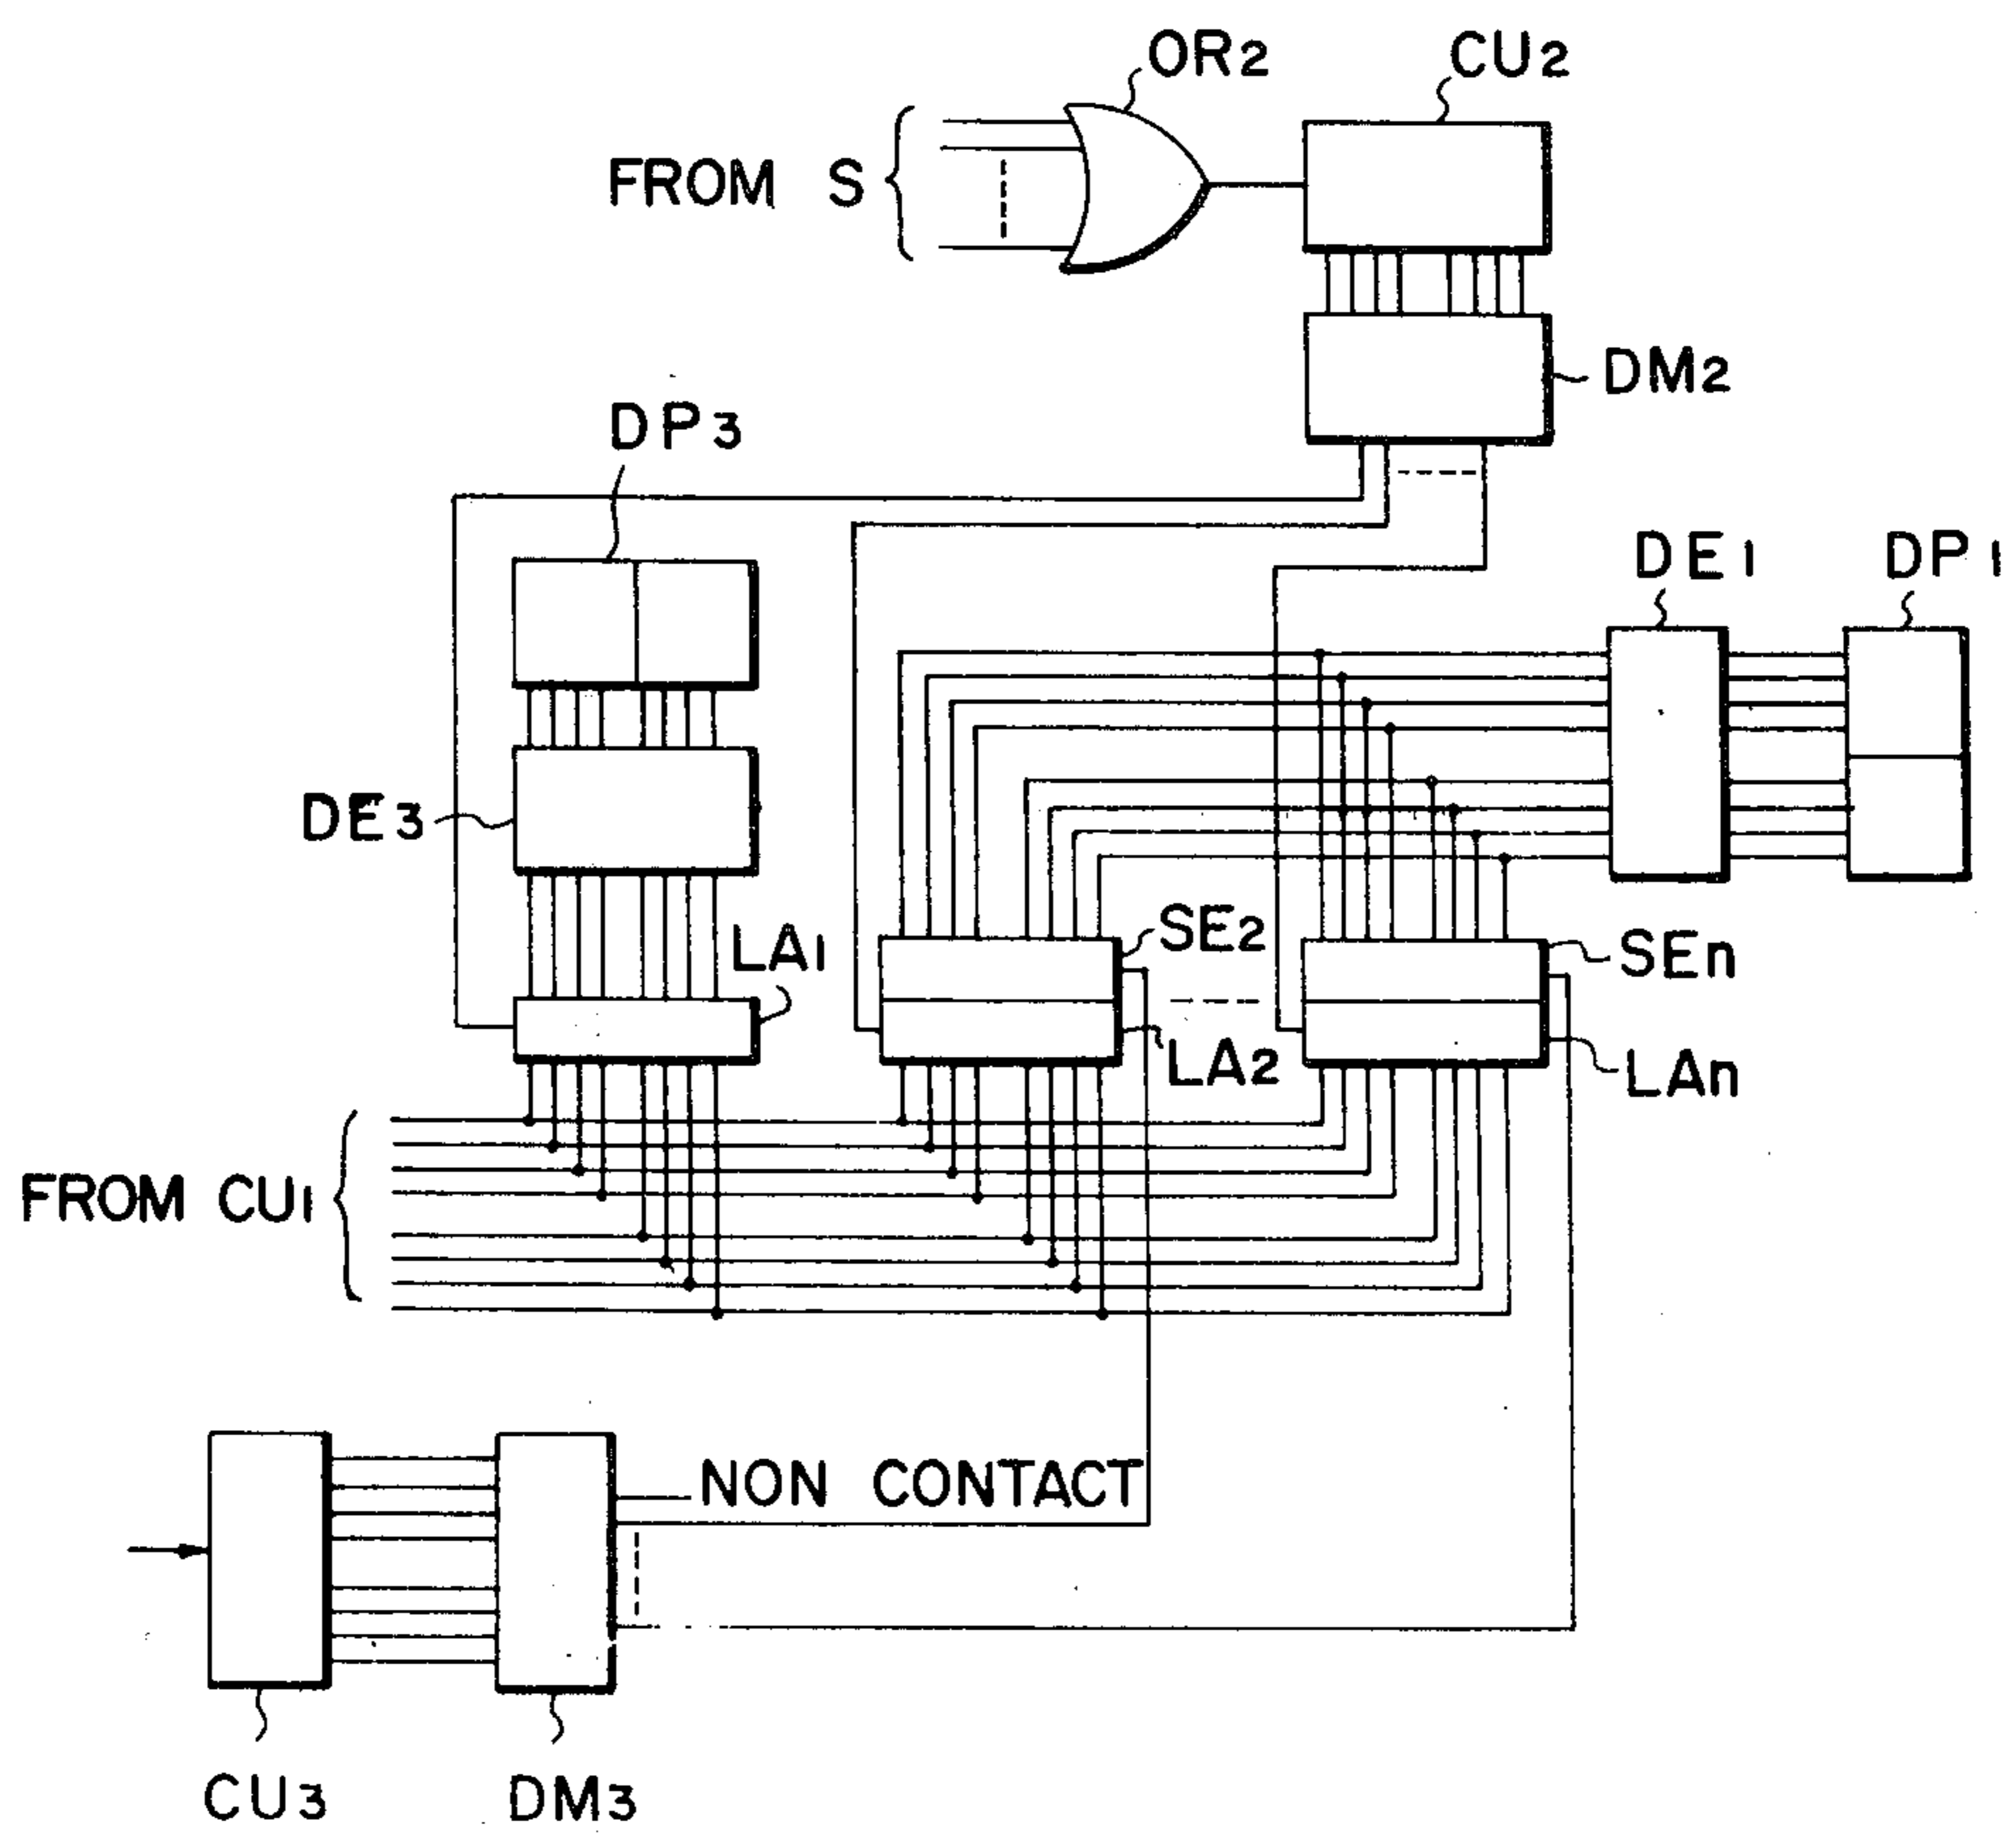 OR2
CU2
FROM S
DM2
DP3
DE1
DP1
DE3
LA1
SE2
SEn
LA2
LAn
FROM CU1
NON CONTACT
CU3
DM3